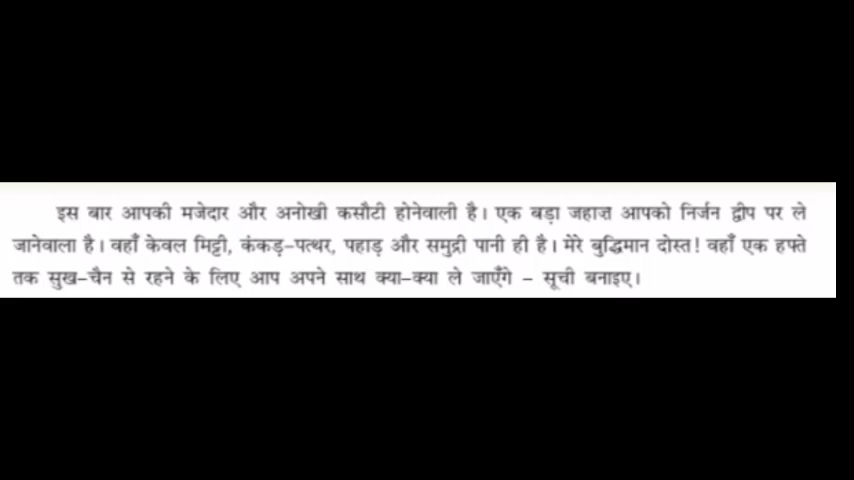 इस बार आपकी मजेदार और अनोखी कसौटी होनेवाली है। एक बड़ा जहाज आपको निर्जन द्वीप पर ले
जानेवाला है। वहाँ केवल मिट्टी, कंकड़-पत्थर, पहाड़ और समुद्री पानी ही है। मेरे बुद्धिमान दोस्त! वहाँ एक हफ्ते
तक सुख-चैन से रहने के लिए आप अपने साथ क्या-क्या ले जाएँगे - सूची बनाइए।